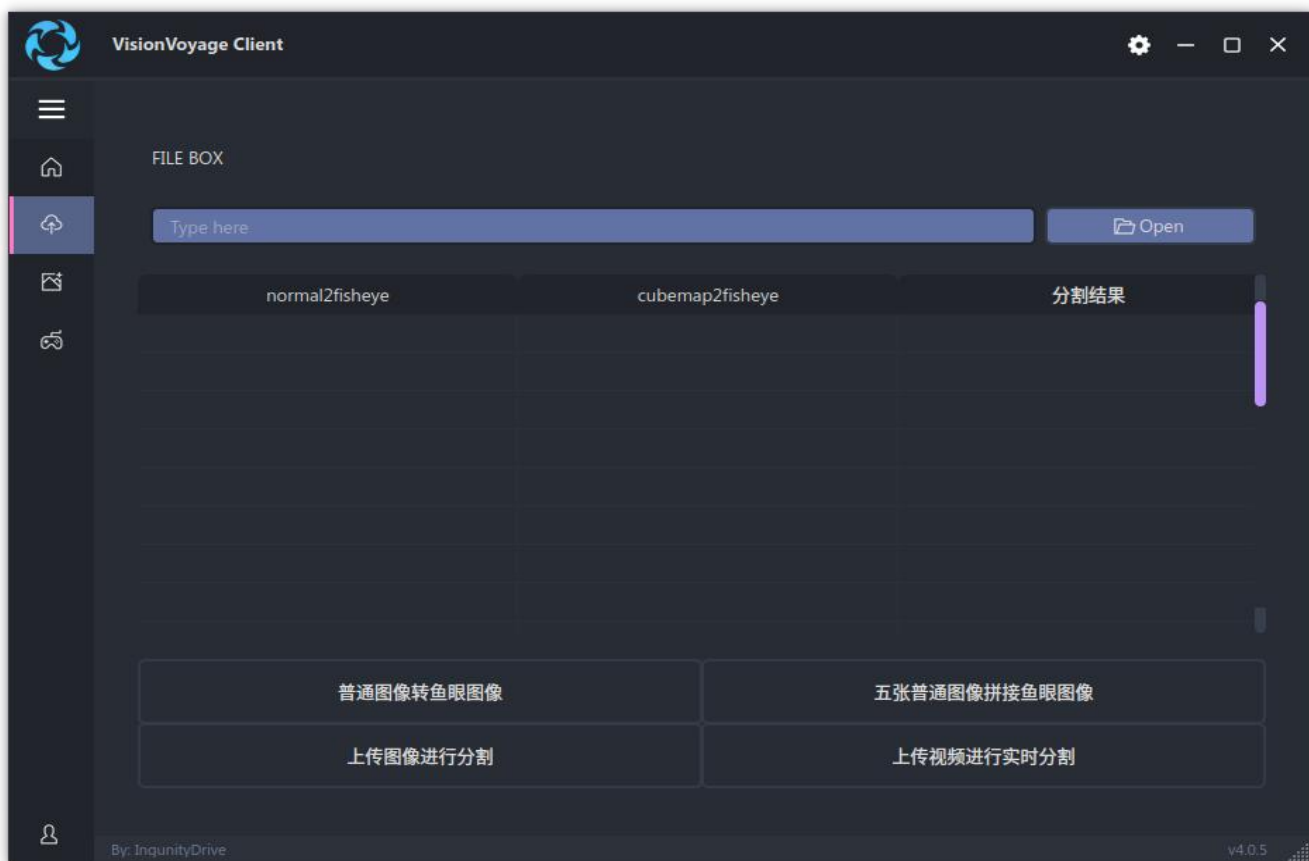 VisionVoyage Client
FILE BOX
Type here
Open
normal2fisheye cubemap2fisheye 分割结果
普通图像转鱼眼图像 五张普通图像拼接鱼眼图像
上传图像进行分割 上传视频进行实时分割
By: InqunityDrive v4.0.5